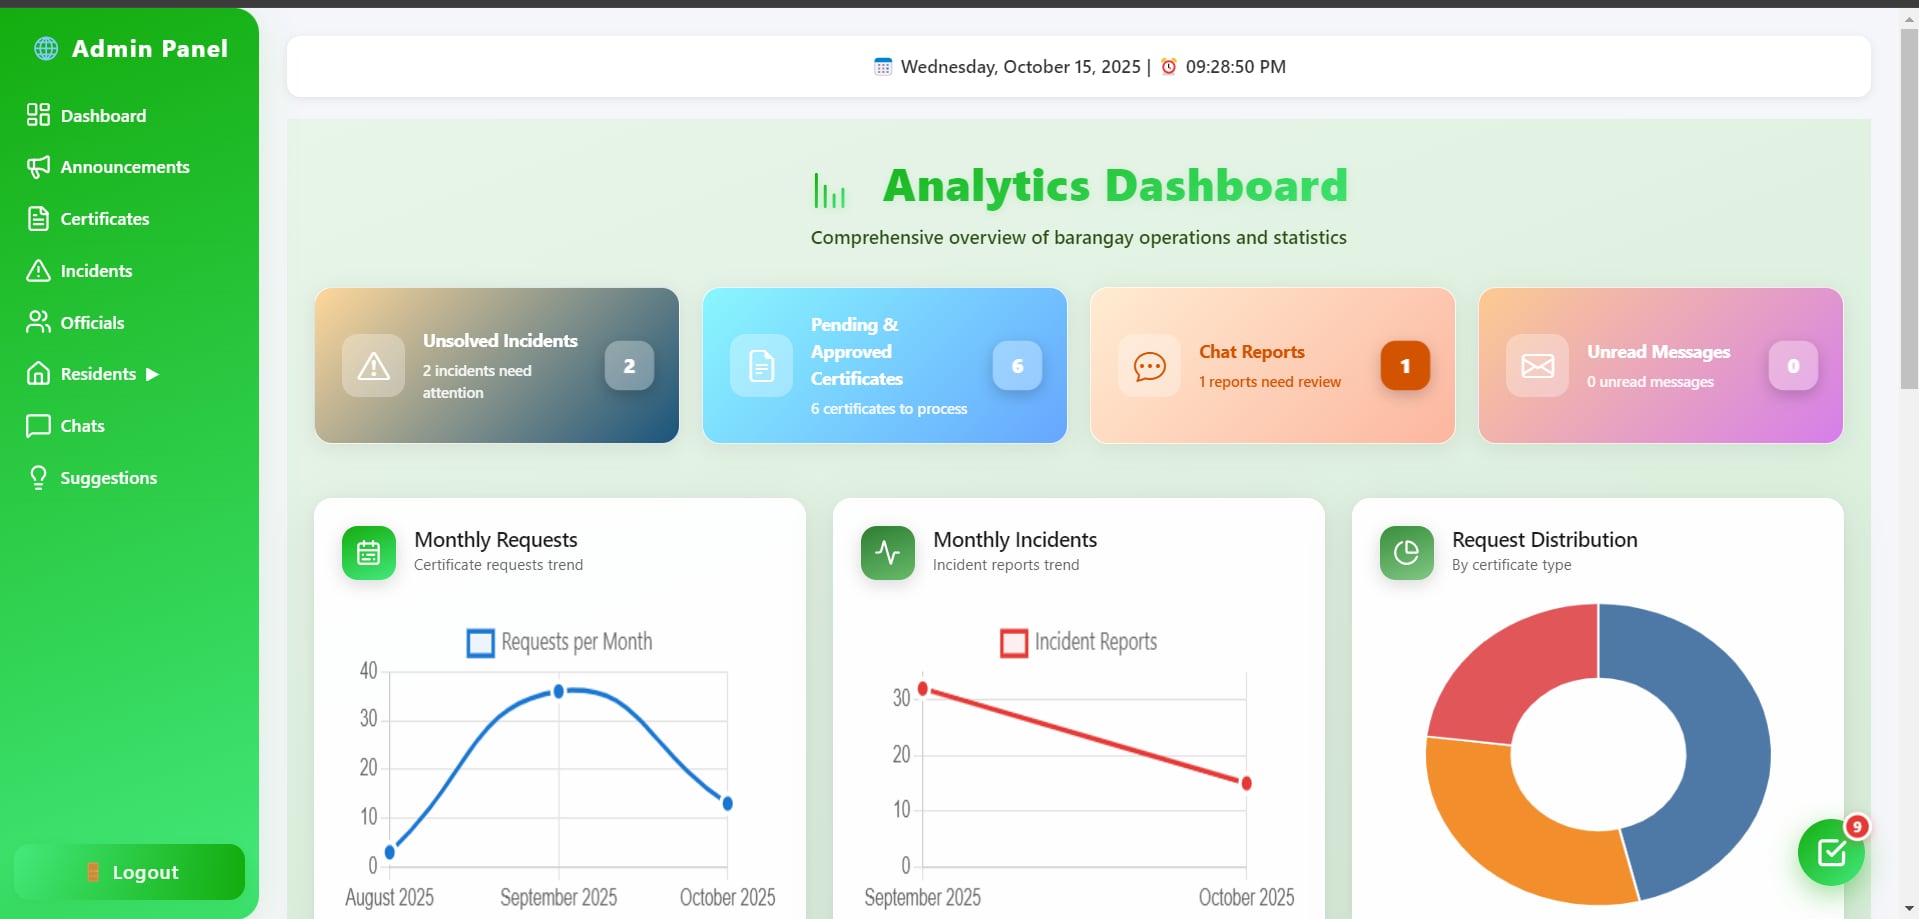 Admin Panel
Dashboard
Announcements
Certificates
Incidents
Officials
Residents ▶
Chats
Suggestions
Logout
Wednesday, October 15, 2025 | 09:28:50 PM
Analytics Dashboard
Comprehensive overview of barangay operations and statistics
Unsolved Incidents
2 incidents need
attention
2
Pending &
Approved
Certificates
6 certificates to process
6
Chat Reports
1 reports need review
1
Unread Messages
0 unread messages
0
Monthly Requests
Certificate requests trend
Requests per Month
40
30
20
10
0
August 2025 September 2025 October 2025
Monthly Incidents
Incident reports trend
Incident Reports
30
20
10
0
September 2025 October 2025
Request Distribution
By certificate type
9